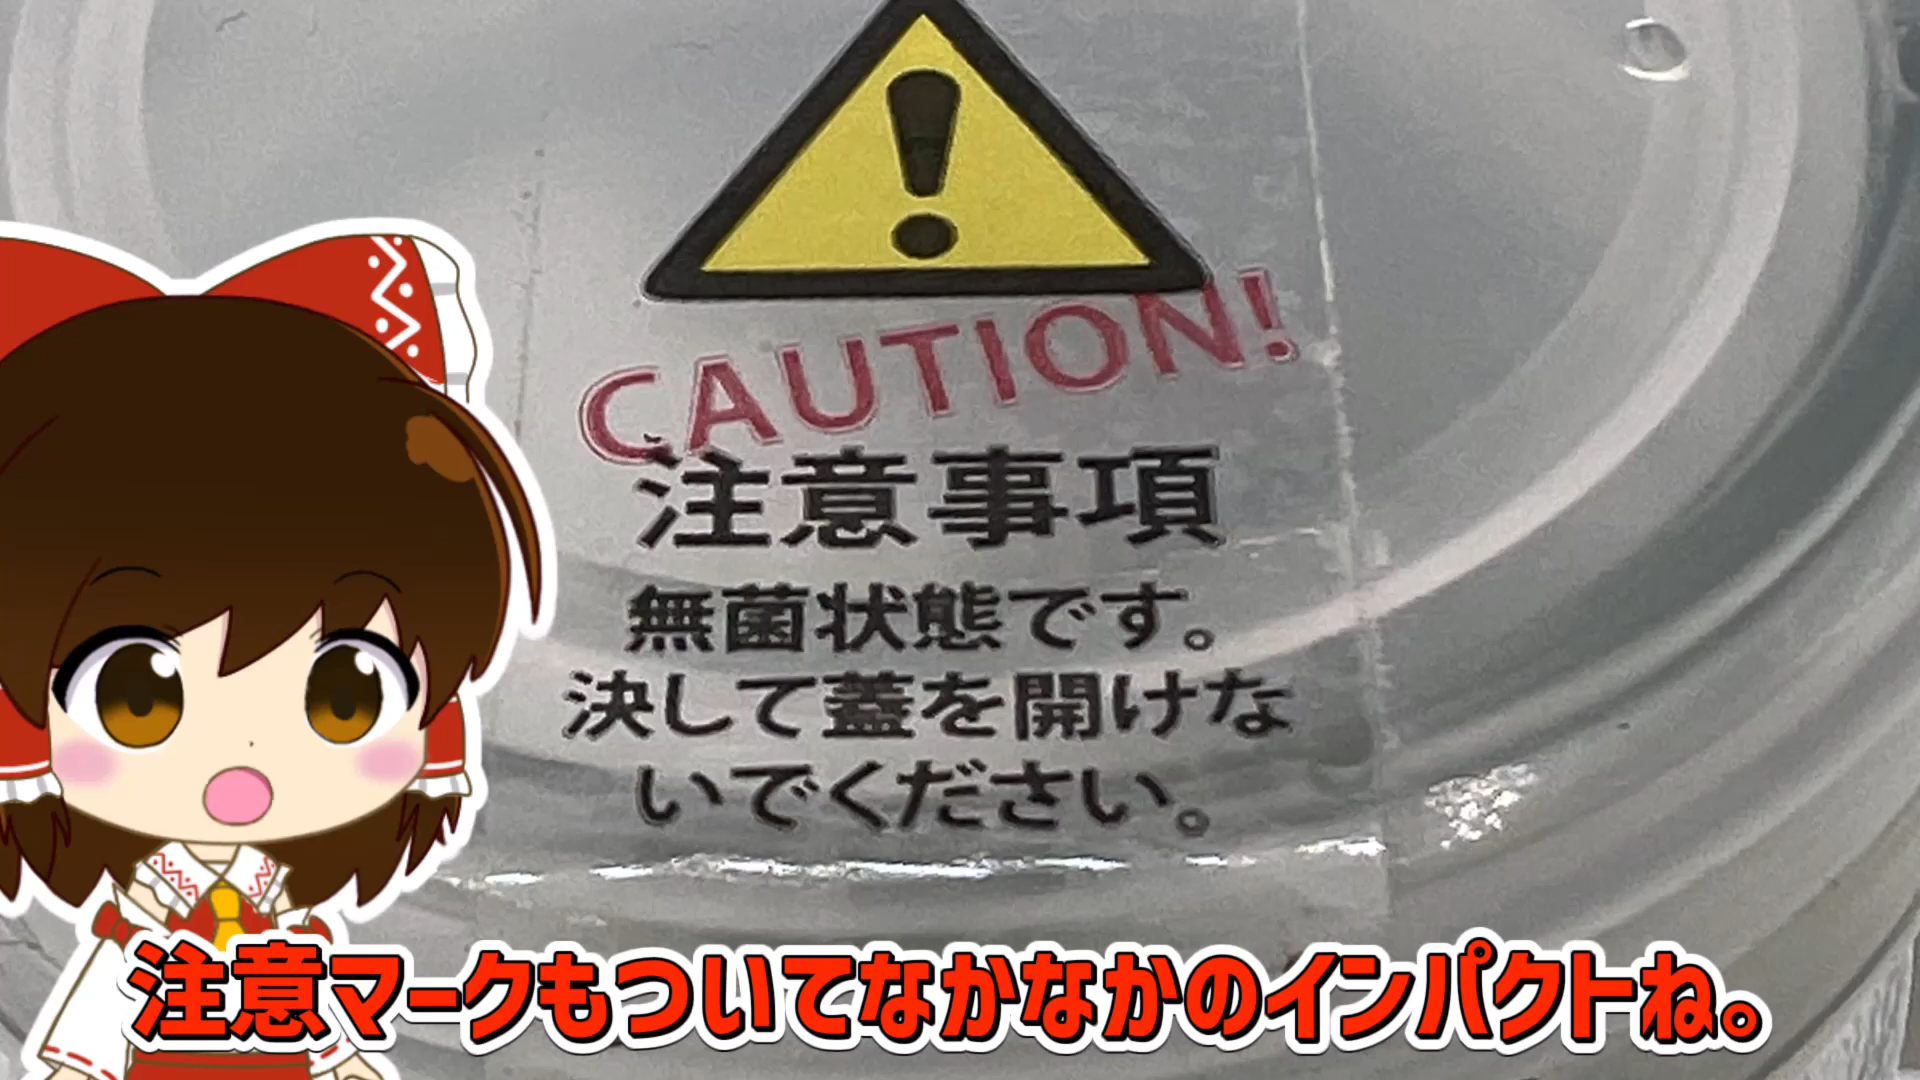 CAUTION!
注意事項
無菌状態です。
決して蓋を開けな
いでください。
注意マークもついてなかなかのインパクトね。